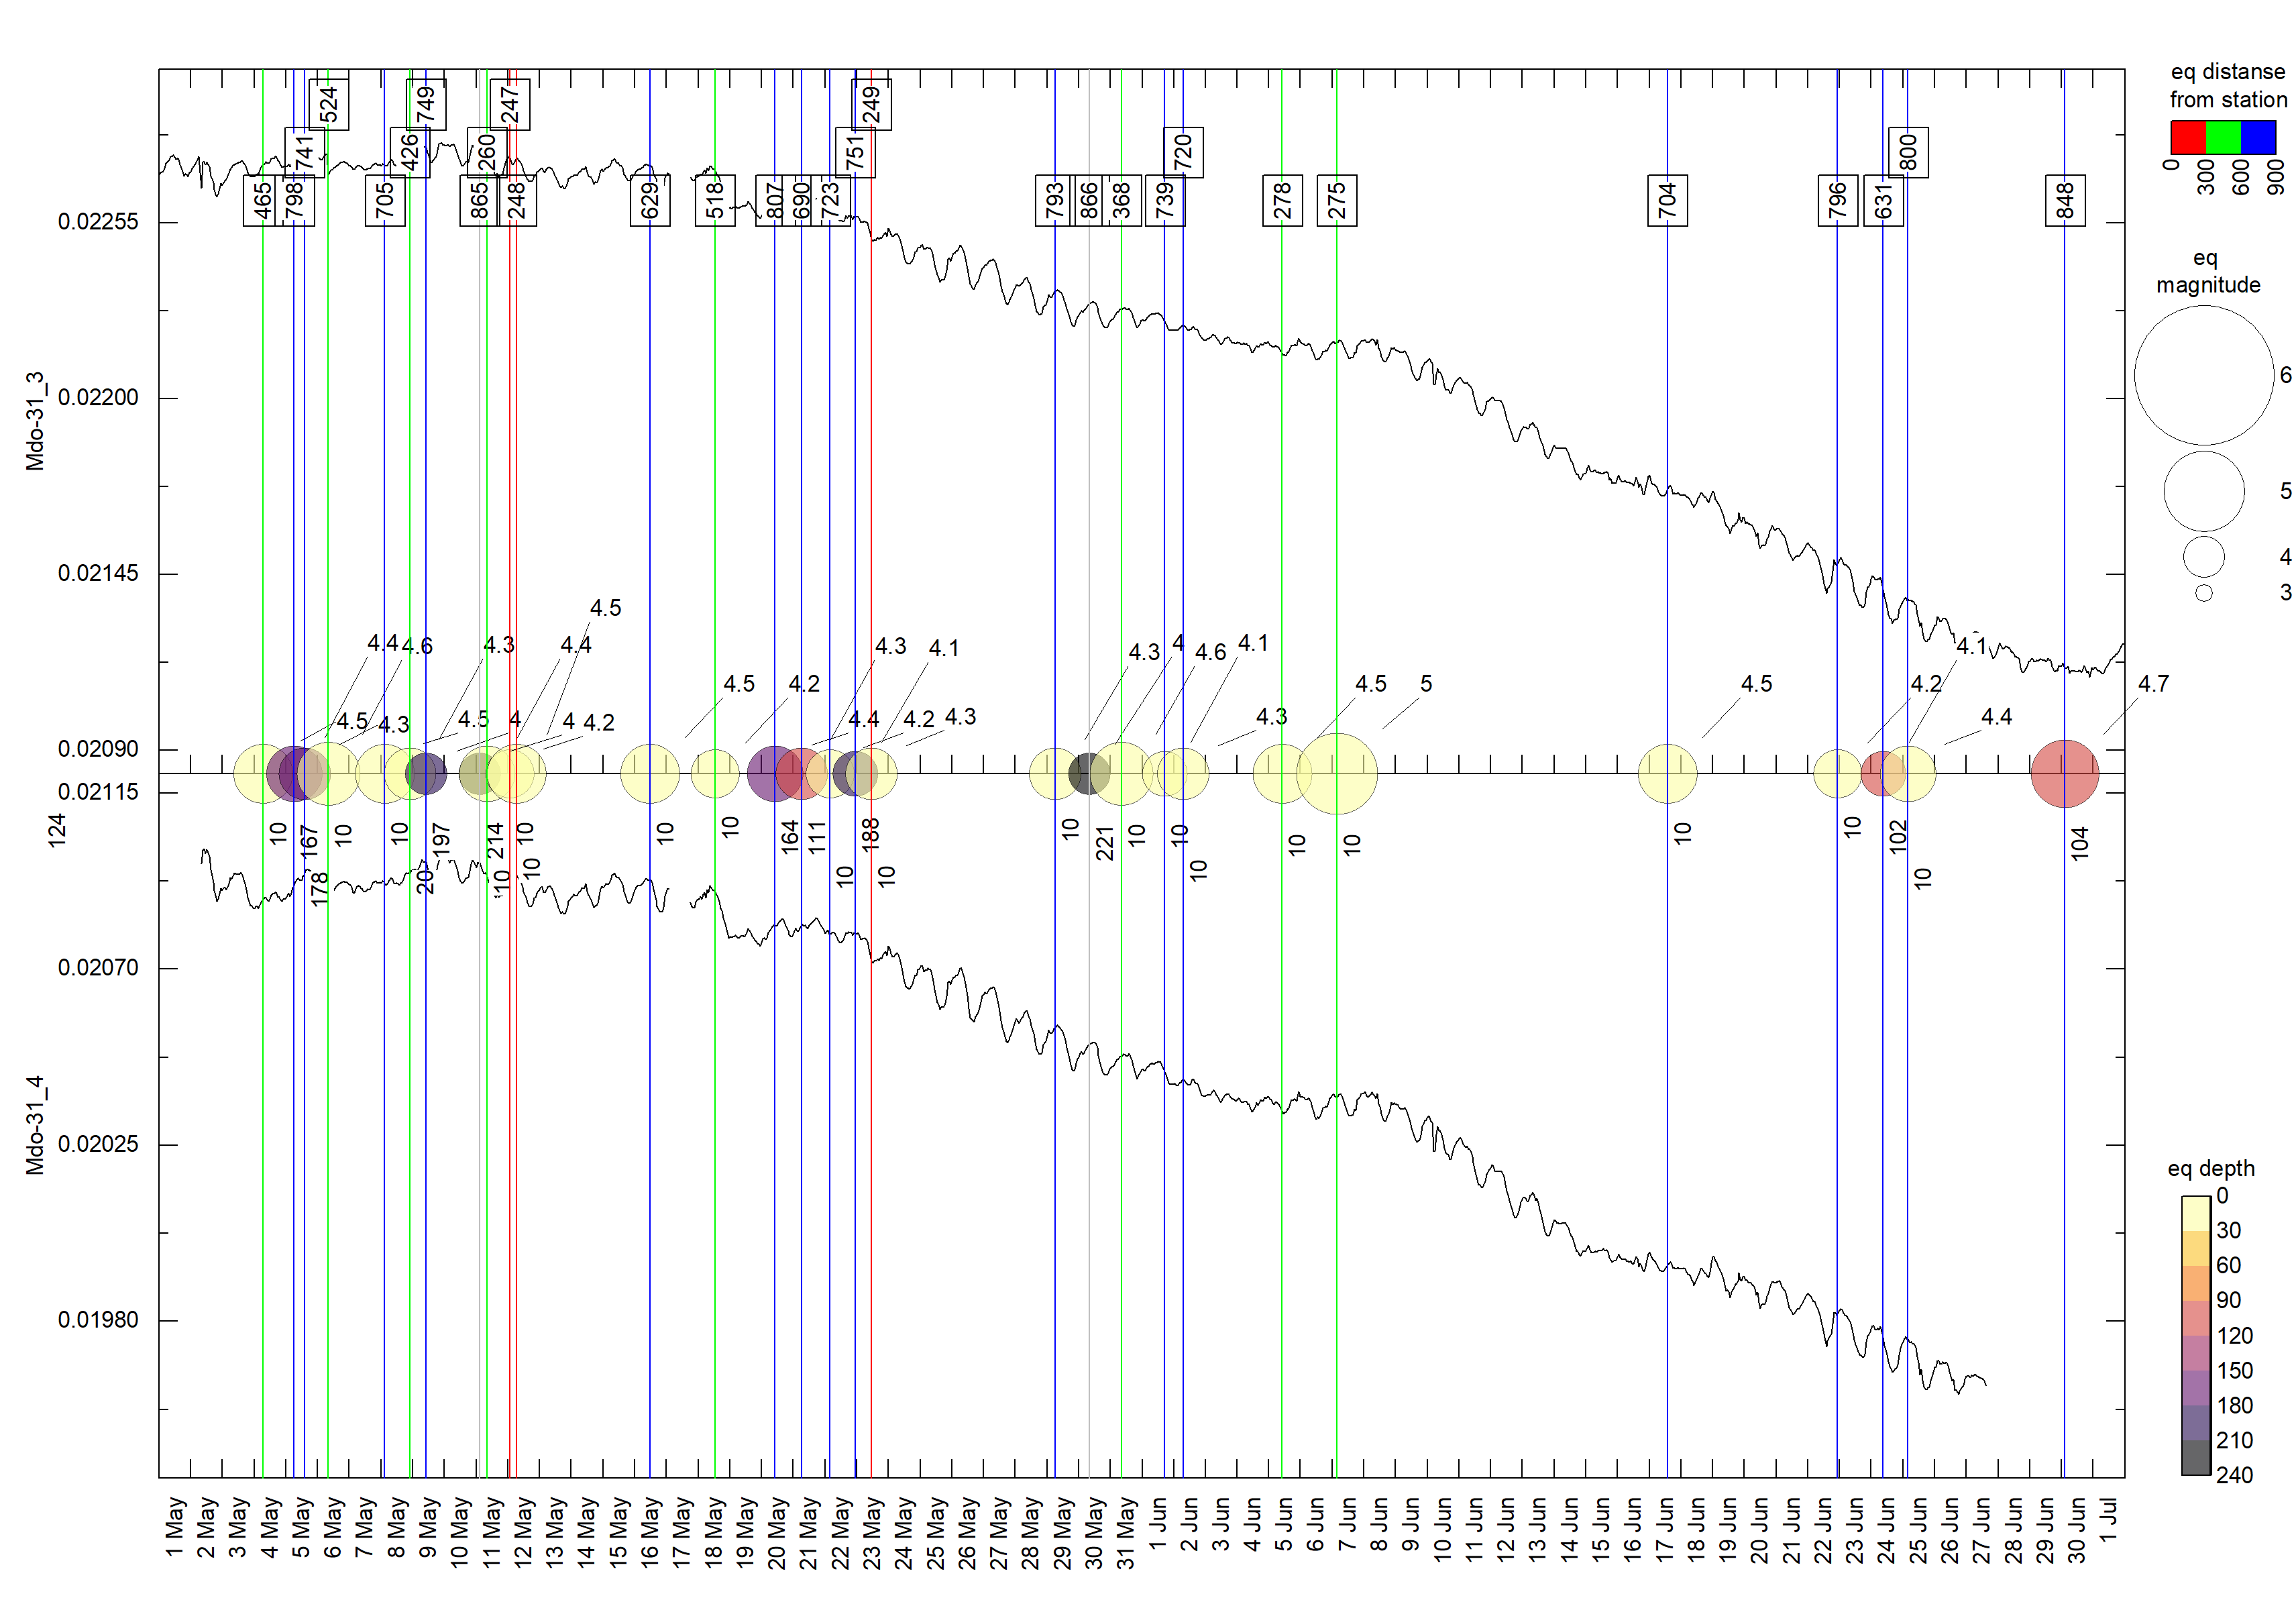 eq distanse
from station
0 300 600 900
eq
magnitude
6
5
4
3
eq depth
0
30
60
90
120
150
180
210
240
524 749 247 249
741 426 260 751 720 800
465 798 705 865 248 629 518 807 690 723 793 866 368 739 278 275 704 796 631 848
Mdo-31_3
0.02255
0.02200
0.02145
0.02090
4.5
4.4 4.6 4.3 4.4 4.3 4.1 4.3 4 4.6 4.1 4.1
4.5 4.2 4.5 5 4.5 4.2 4.7
4.5 4.3 4.5 4 4 4.2 4.4 4.2 4.3 4.3 4.4
124
10 167 10 10 197 214 10 10 10 164 111 188 10 221 10 10 10 10 10 10 102 104
178 20 10 10 10 10 10 10
Mdo-31_4
0.02115
0.02070
0.02025
0.01980
1 May 2 May 3 May 4 May 5 May 6 May 7 May 8 May 9 May 10 May 11 May 12 May 13 May 14 May 15 May 16 May 17 May 18 May 19 May 20 May 21 May 22 May 23 May 24 May 25 May 26 May 27 May 28 May 29 May 30 May 31 May 1 Jun 2 Jun 3 Jun 4 Jun 5 Jun 6 Jun 7 Jun 8 Jun 9 Jun 10 Jun 11 Jun 12 Jun 13 Jun 14 Jun 15 Jun 16 Jun 17 Jun 18 Jun 19 Jun 20 Jun 21 Jun 22 Jun 23 Jun 24 Jun 25 Jun 26 Jun 27 Jun 28 Jun 29 Jun 30 Jun 1 Jul